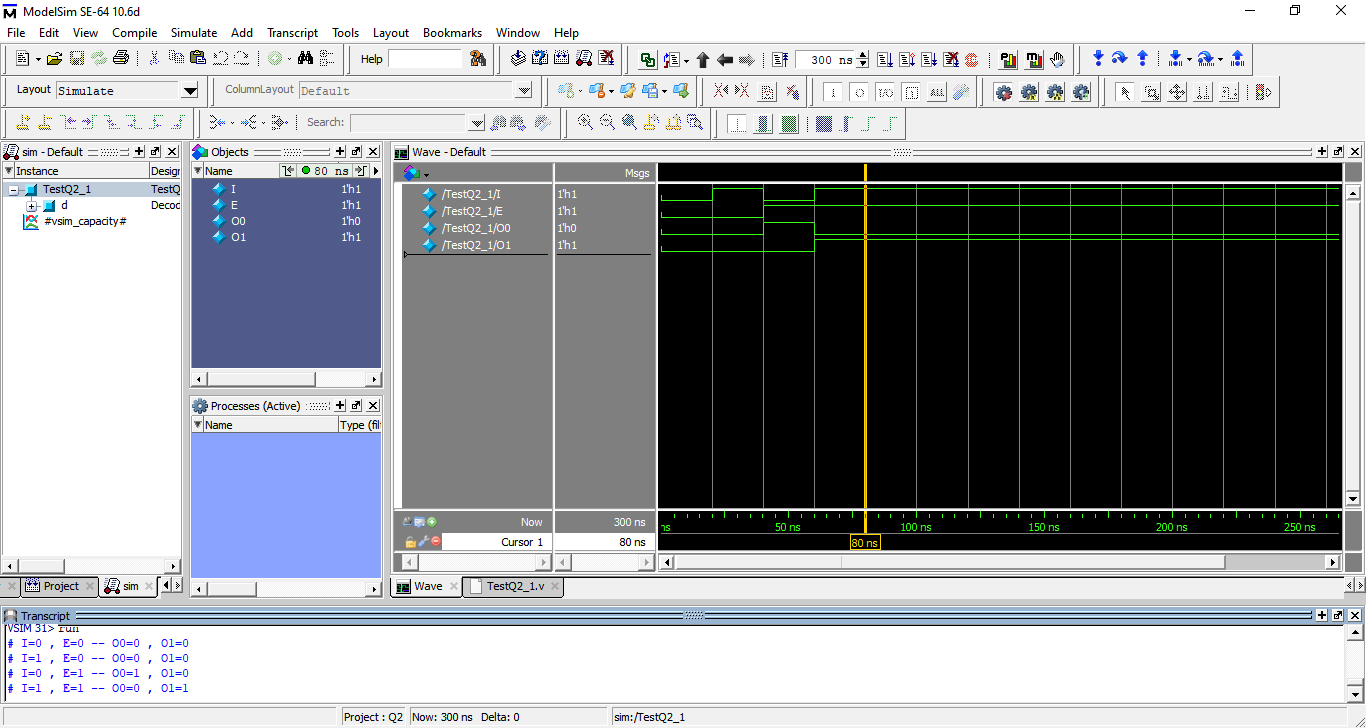 ModelSim SE-64 10.6d
File Edit View Compile Simulate Add Transcript Tools Layout Bookmarks Window Help
Help 300 ns
Layout Simulate ColumnLayout Default ALL
Search:
sim - Default
Instance Design
TestQ2_1 TestQ
d Decod
#vsim_capacity#
Objects
Name 80 ns
I 1'h1
E 1'h1
O0 1'h0
O1 1'h1
Processes (Active)
Name Type (filt
Wave - Default
Msgs
/TestQ2_1/I 1'h1
/TestQ2_1/E 1'h1
/TestQ2_1/O0 1'h0
/TestQ2_1/O1 1'h1
Now 300 ns ns 50 ns 100 ns 150 ns 200 ns 250 ns
Cursor 1 80 ns 80 ns
Project sim Wave TestQ2_1.v
Transcript
VSIM 31> run
# I=0 , E=0 -- O0=0 , O1=0
# I=1 , E=0 -- O0=0 , O1=0
# I=0 , E=1 -- O0=1 , O1=0
# I=1 , E=1 -- O0=0 , O1=1
Project : Q2 Now: 300 ns Delta: 0 sim:/TestQ2_1